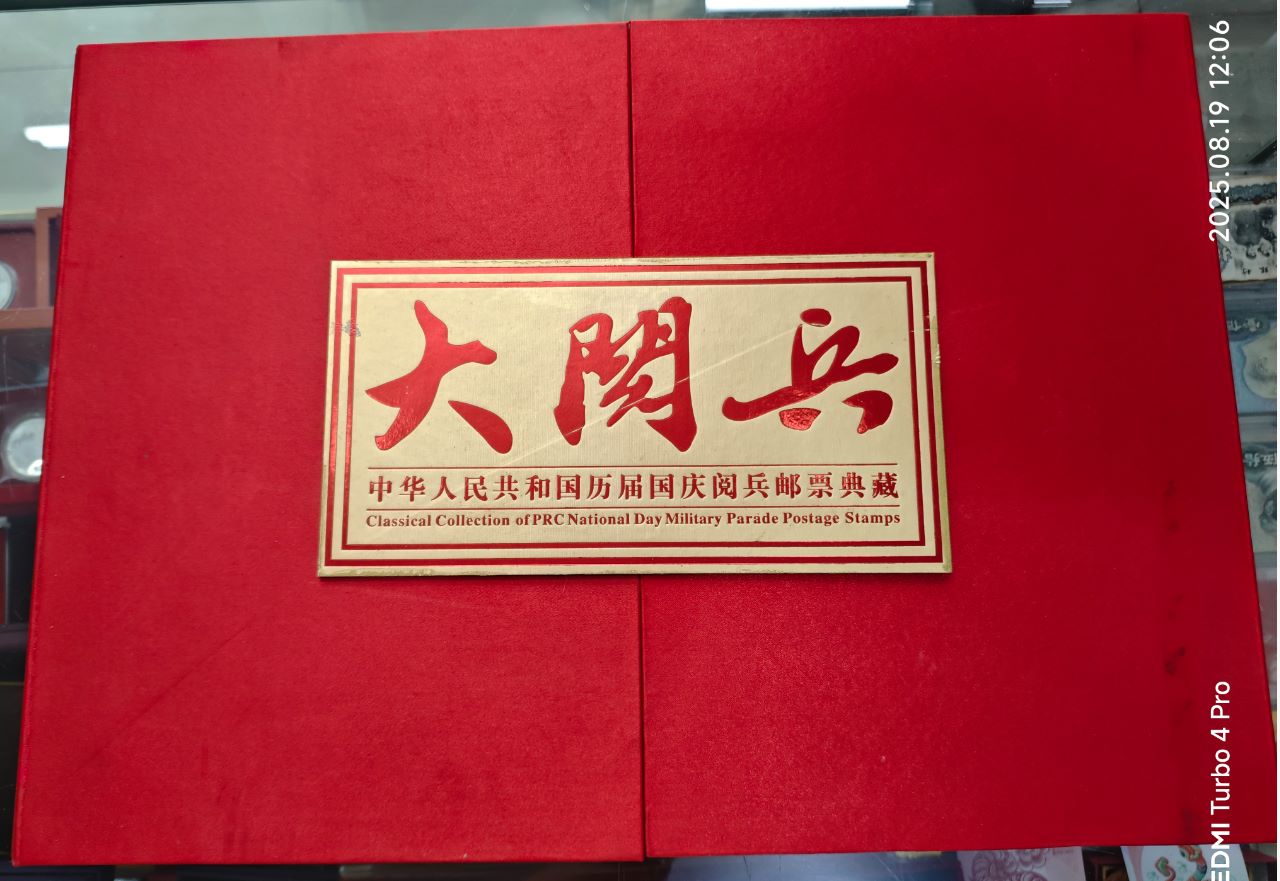 大閱兵
中华人民共和国历届国庆阅兵邮票典藏
Classical Collection of PRC National Day Military Parade Postage Stamps
2025.08.19 12:06
EDMI Turbo 4 Pro